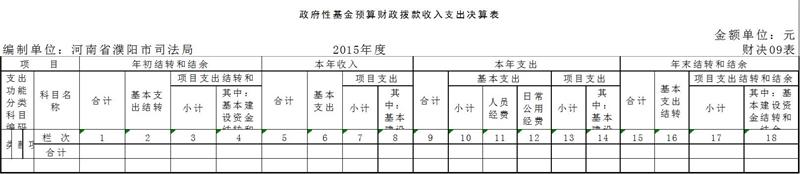 政府性基金预算财政拨款收入支出决算表
金额单位：元
编制单位：河南省濮阳市司法局 2015年度 财决09表
项 目 年初结转和结余 本年收入 本年支出 年末结转和结余
支出功能分类科目编码 科目名称 合计 基本支出结转 项目支出结转和 合计 基本支出 项目支出 合计 基本支出 项目支出 合计 基本支出结转 项目支出结转和结余
小计 其中：基本建设资金结转和 小计 其中：基本建设 小计 人员经费 日常公用经费 小计 其中：基本建设 小计 其中：基本建设资金结转和结余
类 款 项 栏次 1 2 3 4 5 6 7 8 9 10 11 12 13 14 15 16 17 18
合计